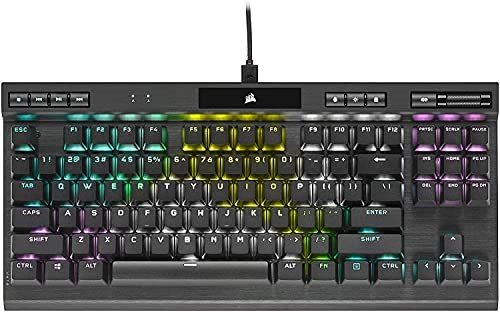 ESC F1 F2 F3 F4 F5 F6 F7 F8 F9 F10 F11 F12 PRTSC SCRLK PAUSE
1! 2@ 3# 4$ 5% 6^ 7& 8* 9( 0) INS HOME PG UP
TAB Q W E R T Y U I O P DEL END PG DN
CAPS A S D F G H J K L ENTER
SHIFT Z X C V B N M SHIFT
CTRL ALT ALT FN CTRL